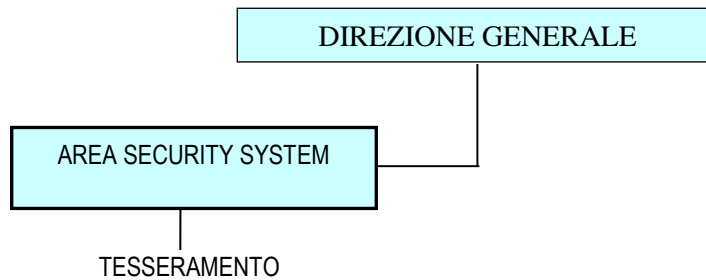 DIREZIONE GENERALE
AREA SECURITY SYSTEM
TESSERAMENTO